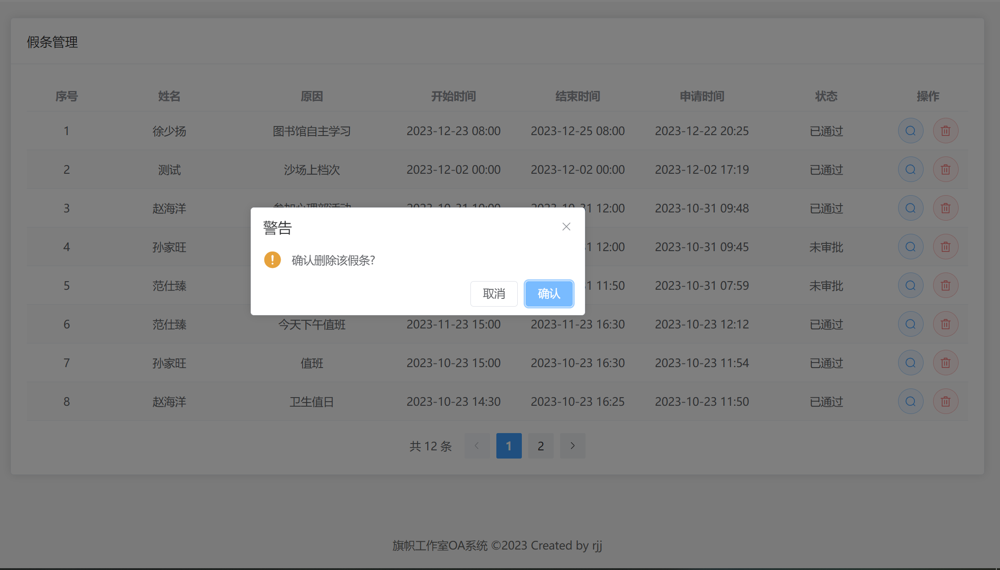 假条管理
序号 姓名 原因 开始时间 结束时间 申请时间 状态 操作
1 徐少扬 图书馆自主学习 2023-12-23 08:00 2023-12-25 08:00 2023-12-22 20:25 已通过
2 测试 沙场上档次 2023-12-02 00:00 2023-12-02 00:00 2023-12-02 17:19 已通过
3 赵海洋 参加心理部活动 2023-10-31 10:00 2023-10-31 12:00 2023-10-31 09:48 已通过
4 孙家旺 12:00 2023-10-31 09:45 未审批
5 范仕臻 11:50 2023-10-31 07:59 未审批
6 范仕臻 今天下午值班 2023-11-23 15:00 2023-11-23 16:30 2023-10-23 12:12 已通过
7 孙家旺 值班 2023-10-23 15:00 2023-10-23 16:30 2023-10-23 11:54 已通过
8 赵海洋 卫生值日 2023-10-23 14:30 2023-10-23 16:25 2023-10-23 11:50 已通过
警告
确认删除该假条?
取消 确认
共 12 条 1 2
旗帜工作室OA系统 ©2023 Created by rjj